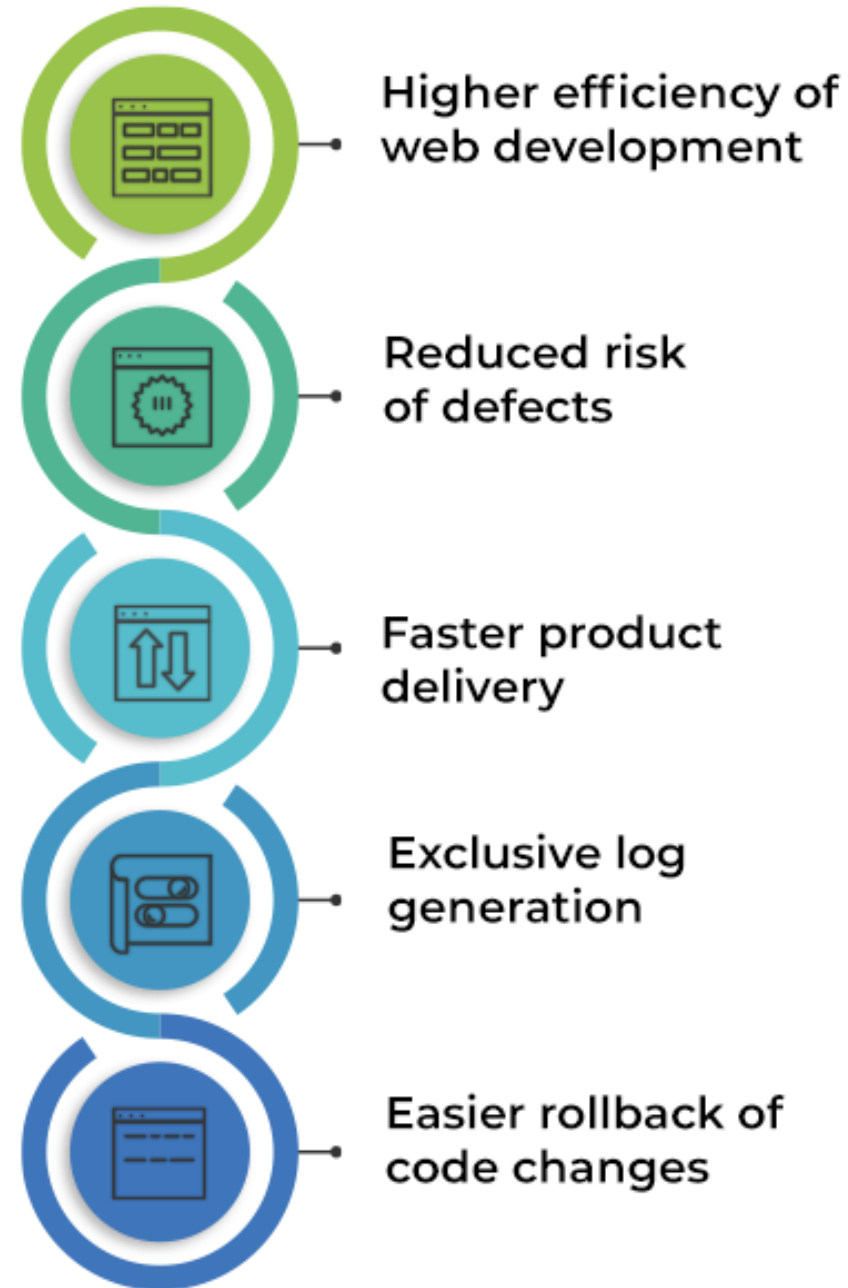 Higher efficiency of
web development
Reduced risk
of defects
Faster product
delivery
Exclusive log
generation
Easier rollback of
code changes